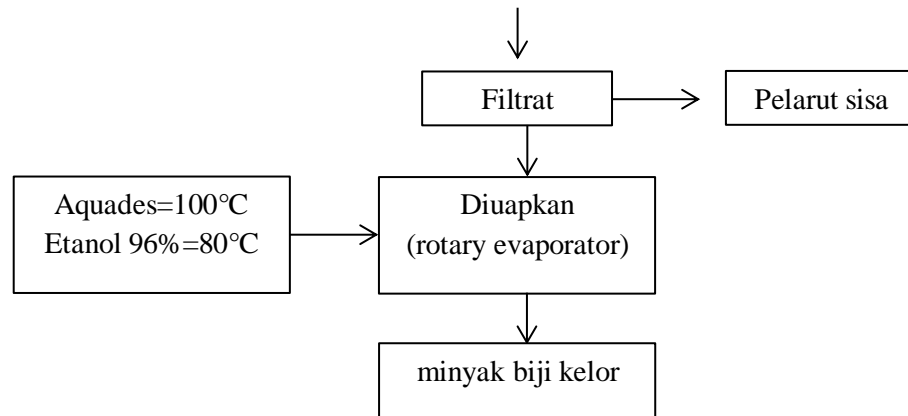 Filtrat
Pelarut sisa
Aquades=100°C
Etanol 96%=80°C
Diuapkan
(rotary evaporator)
minyak biji kelor